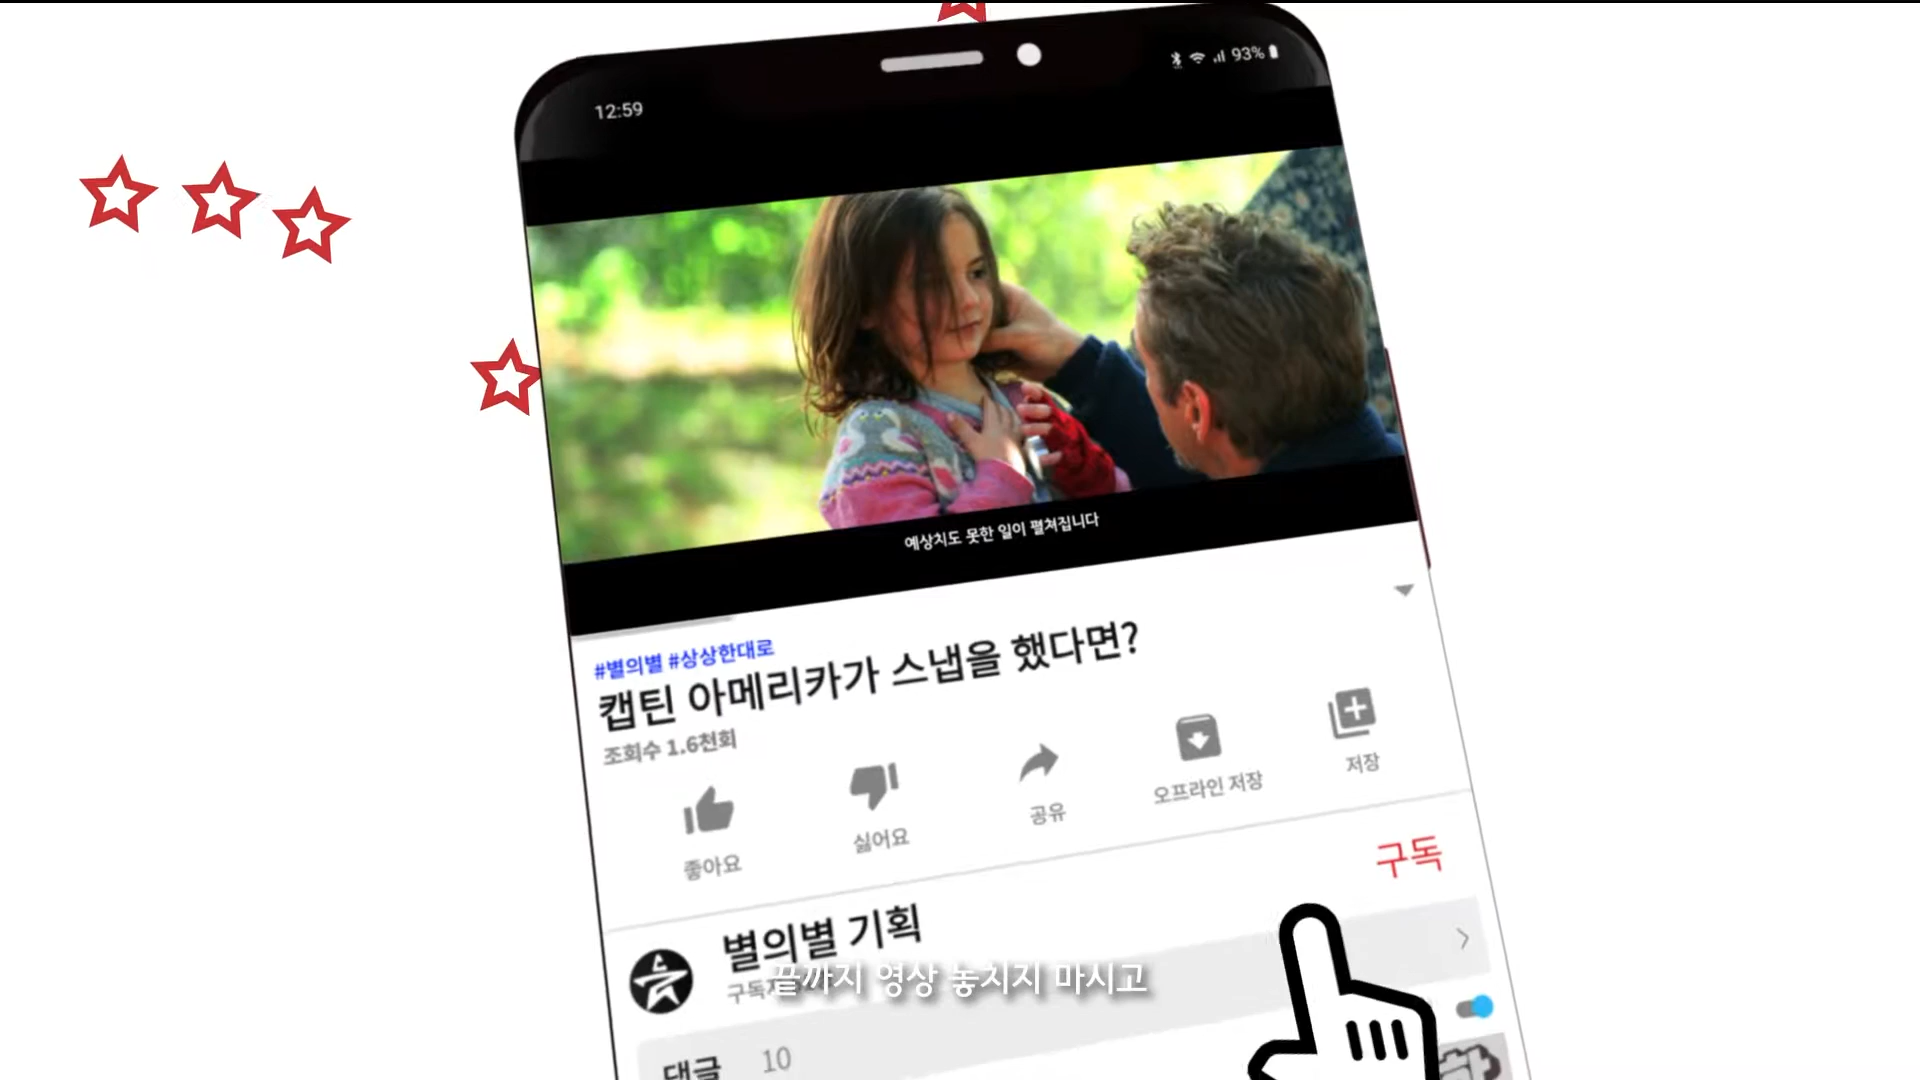 12:59
93%
예상치도 못한 일이 펼쳐집니다
#별의별 #상상한대로
캡틴 아메리카가 스냅을 했다면?
조회수 1.6천회
좋아요
싫어요
공유
오프라인 저장
저장
구독
별의별 기획
끝까지 영상 놓치지 마시고
댓글 10